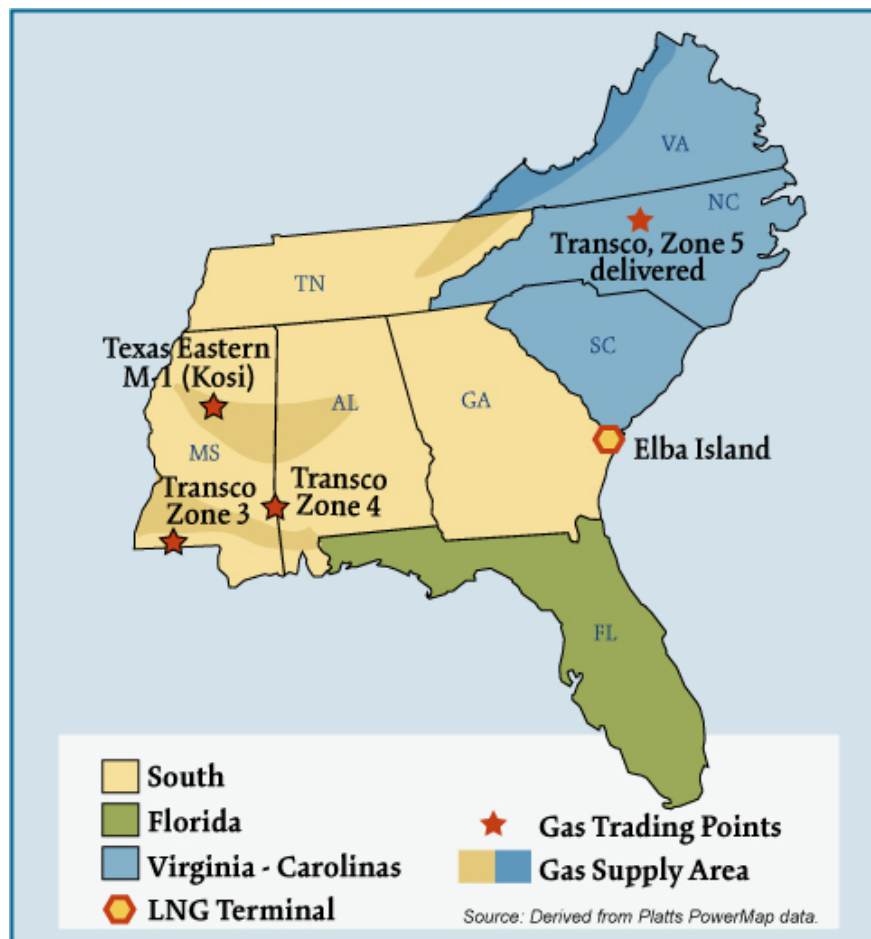 VA
NC
Transco, Zone 5
delivered
TN
Texas Eastern
M-1 (Kosi)
AL
GA
SC
MS
Elba Island
Transco
Zone 3
Transco
Zone 4
FL
South
Florida
Virginia - Carolinas
LNG Terminal
Gas Trading Points
Gas Supply Area
Source: Derived from Platts PowerMap data.